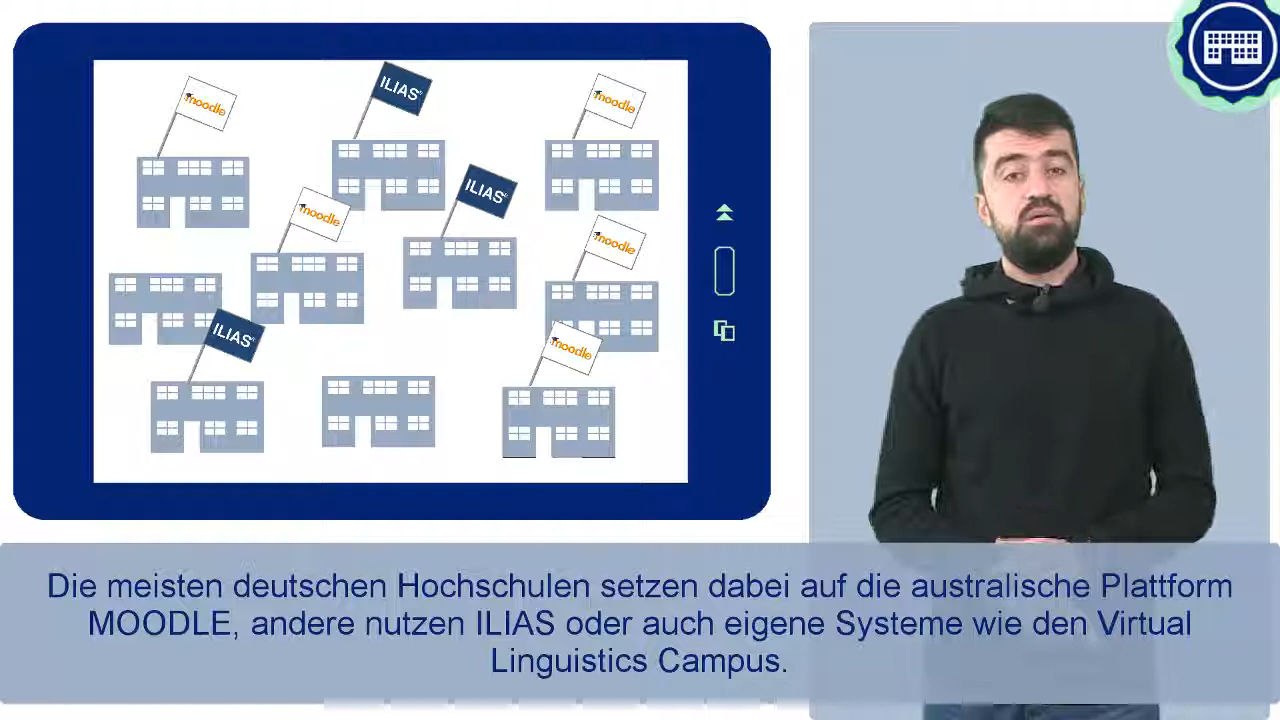 moodle
ILIAS
moodle
ILIAS
moodle
moodle
ILIAS
moodle
Die meisten deutschen Hochschulen setzen dabei auf die australische Plattform
MOODLE, andere nutzen ILIAS oder auch eigene Systeme wie den Virtual
Linguistics Campus.